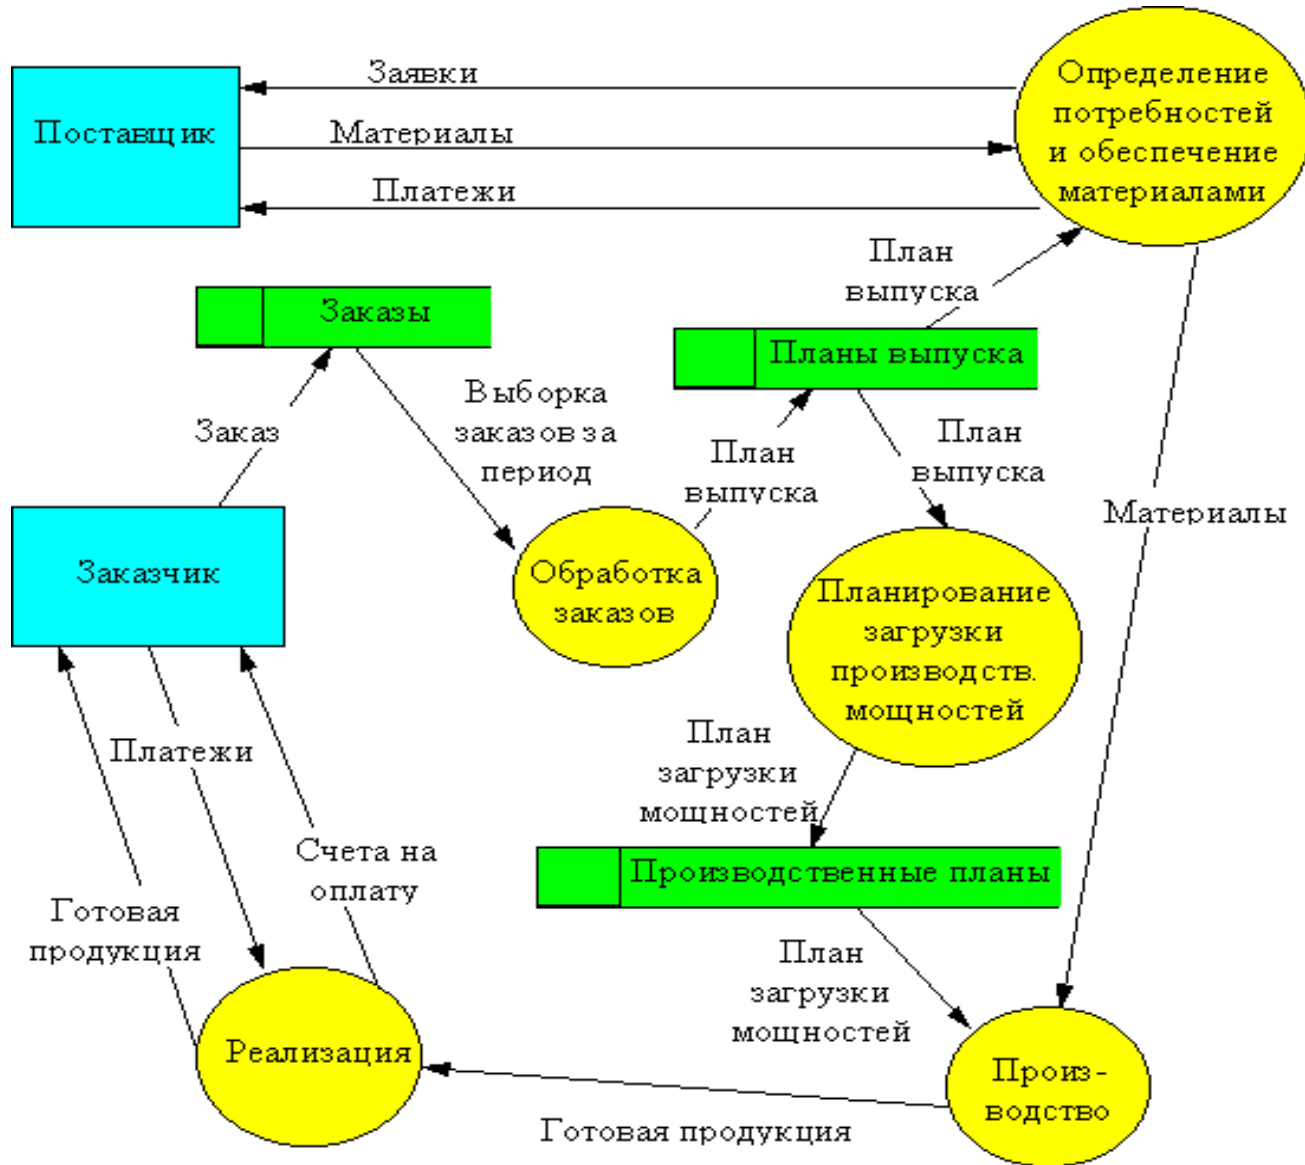 Заявки
Определение
потребностей
и обеспечение
материалами
Поставщик
Материалы
Платежи
План
выпуска
Заказы
Планы выпуска
Выборка
заказов за
период
Заказ
План
выпуска
План
выпуска
Материалы
Заказчик
Обработка
заказов
Планирование
загрузки
производств.
мощностей
Платежи
План
загрузки
мощностей
Счета на
оплату
Производственные планы
Готовая
продукция
План
загрузки
мощностей
Реализация
Произ-
водство
Готовая продукция